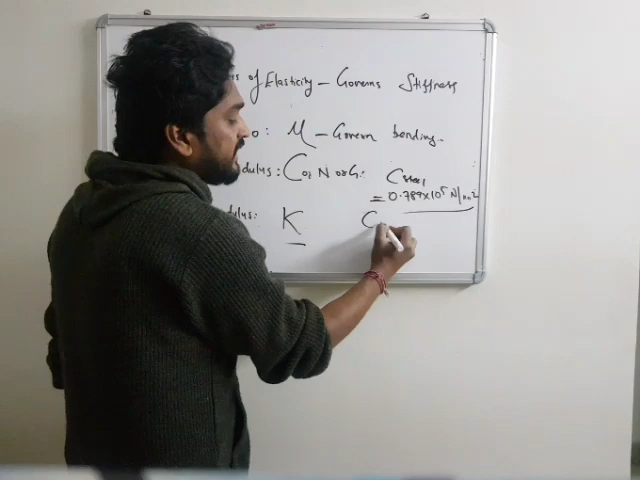 of Elasticity - Governs Stiffness
o: M - Govern bending.
dulus: C or N or G: C steel
= 0.789×10⁵ N/mm²
dulus: K C